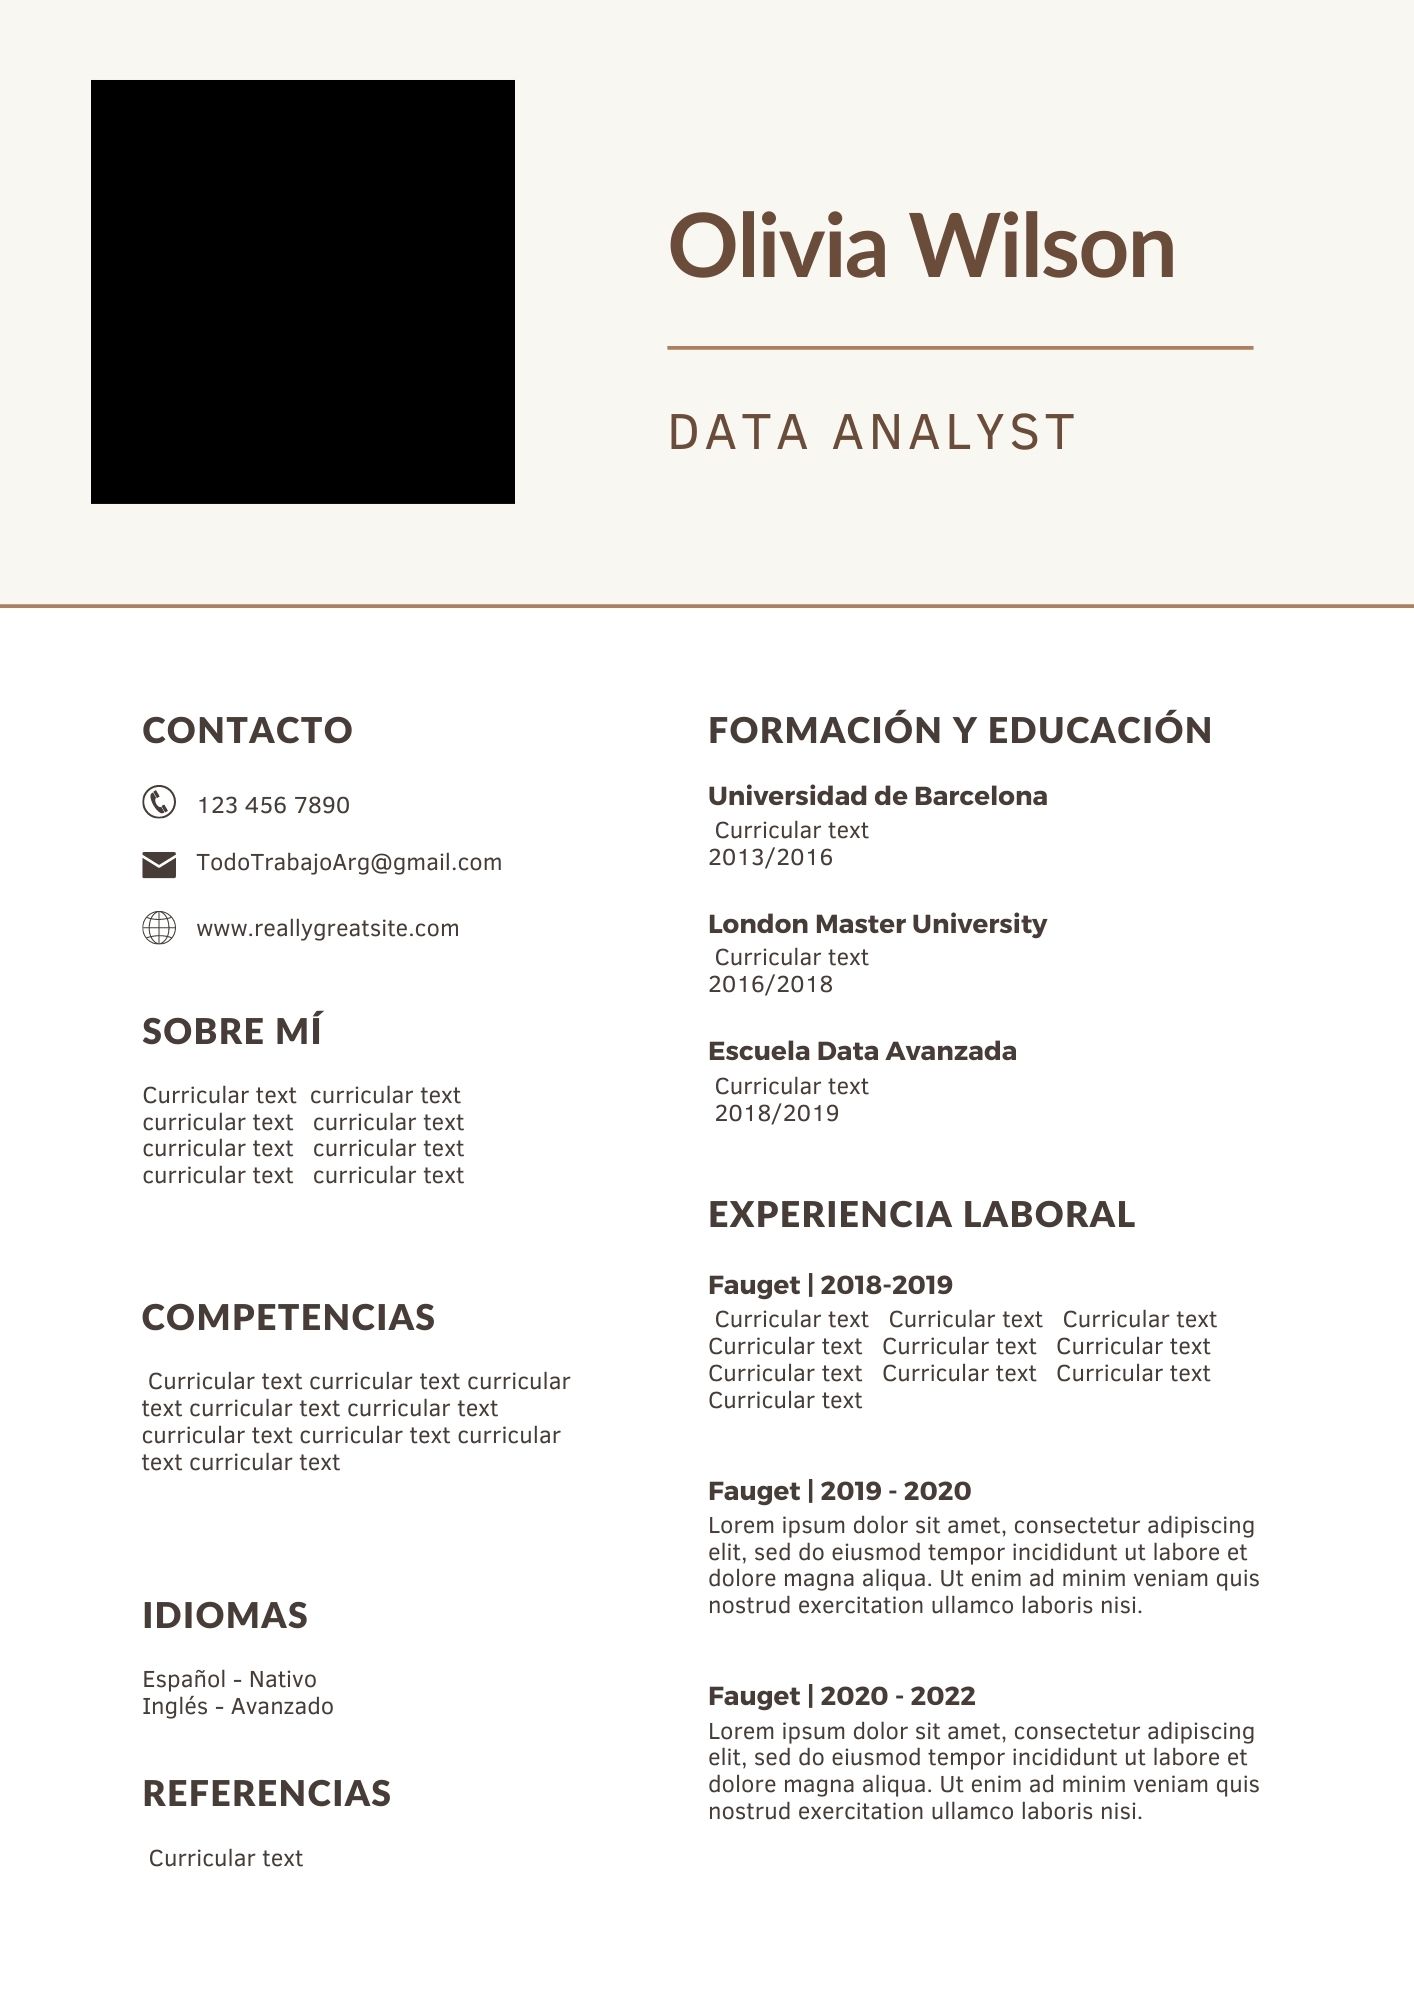 Olivia Wilson
DATA ANALYST
CONTACTO
123 456 7890
TodoTrabajoArg@gmail.com
www.reallygreatsite.com
SOBRE MÍ
Curricular text curricular text
curricular text curricular text
curricular text curricular text
curricular text curricular text
COMPETENCIAS
Curricular text curricular text curricular
text curricular text curricular text
curricular text curricular text curricular
text curricular text
IDIOMAS
Español - Nativo
Inglés - Avanzado
REFERENCIAS
Curricular text
FORMACIÓN Y EDUCACIÓN
Universidad de Barcelona
Curricular text
2013/2016
London Master University
Curricular text
2016/2018
Escuela Data Avanzada
Curricular text
2018/2019
EXPERIENCIA LABORAL
Fauget | 2018-2019
Curricular text Curricular text Curricular text
Curricular text Curricular text Curricular text
Curricular text Curricular text Curricular text
Curricular text
Fauget | 2019 - 2020
Lorem ipsum dolor sit amet, consectetur adipiscing
elit, sed do eiusmod tempor incididunt ut labore et
dolore magna aliqua. Ut enim ad minim veniam quis
nostrud exercitation ullamco laboris nisi.
Fauget | 2020 - 2022
Lorem ipsum dolor sit amet, consectetur adipiscing
elit, sed do eiusmod tempor incididunt ut labore et
dolore magna aliqua. Ut enim ad minim veniam quis
nostrud exercitation ullamco laboris nisi.